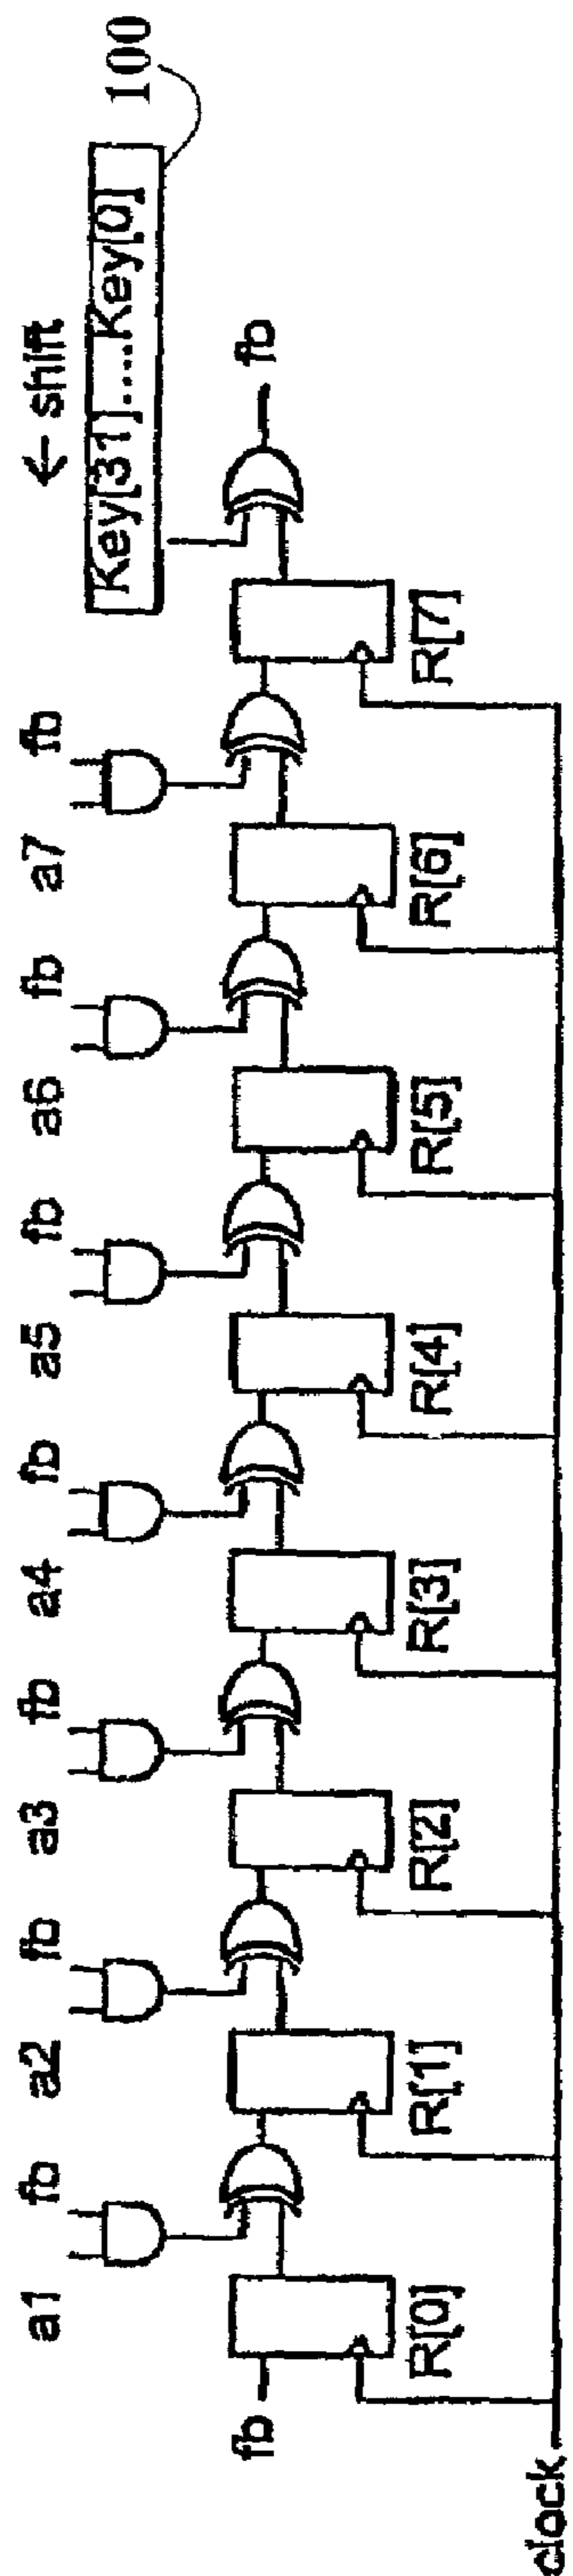 100
← shift
Key[31]....Key[0]
a1 fb a2 fb a3 fb a4 fb a5 fb a6 fb a7 fb
fb
fb
R[0] R[1] R[2] R[3] R[4] R[5] R[6] R[7]
clock